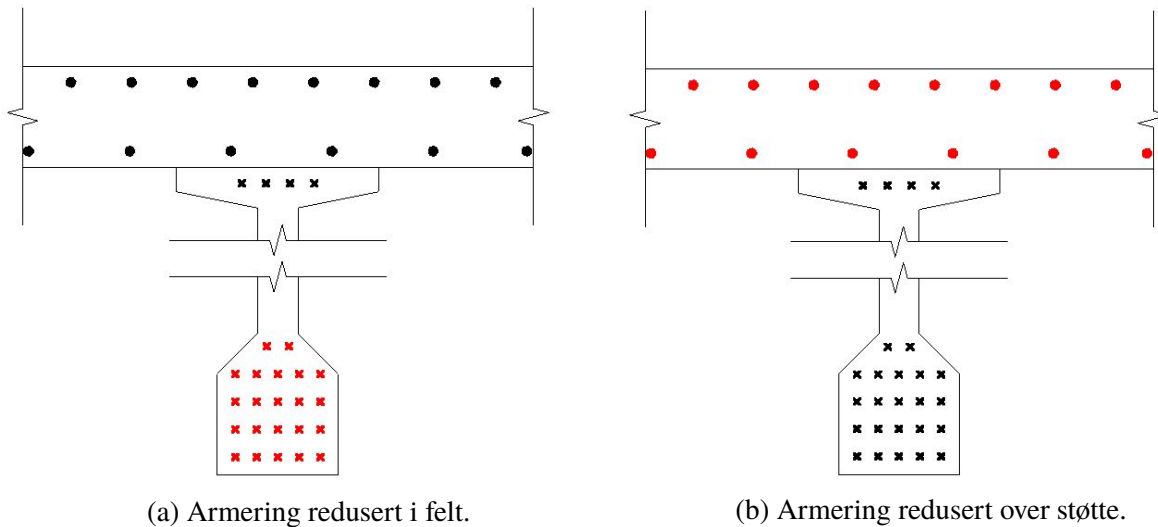 (a) Armering redusert i felt.
(b) Armering redusert over støtte.